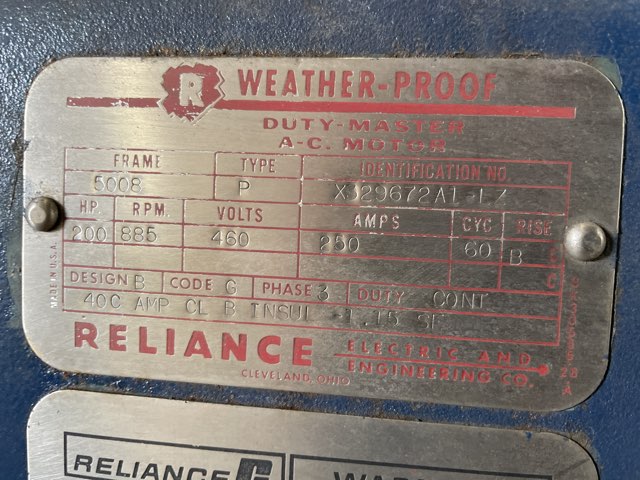 R WEATHER-PROOF
DUTY-MASTER
A-C. MOTOR
FRAME TYPE IDENTIFICATION NO.
5008 P
HP. RPM. VOLTS AMPS CYC RISE
200 885 460 250 60 B
DESIGN B CODE G PHASE 3 DUTY CONT
40C AMP CL B INSUL 1.15 SF
RELIANCE ELECTRIC AND
ENGINEERING CO.
CLEVELAND, OHIO
MADE IN U.S.A.
28
A
RELIANCE